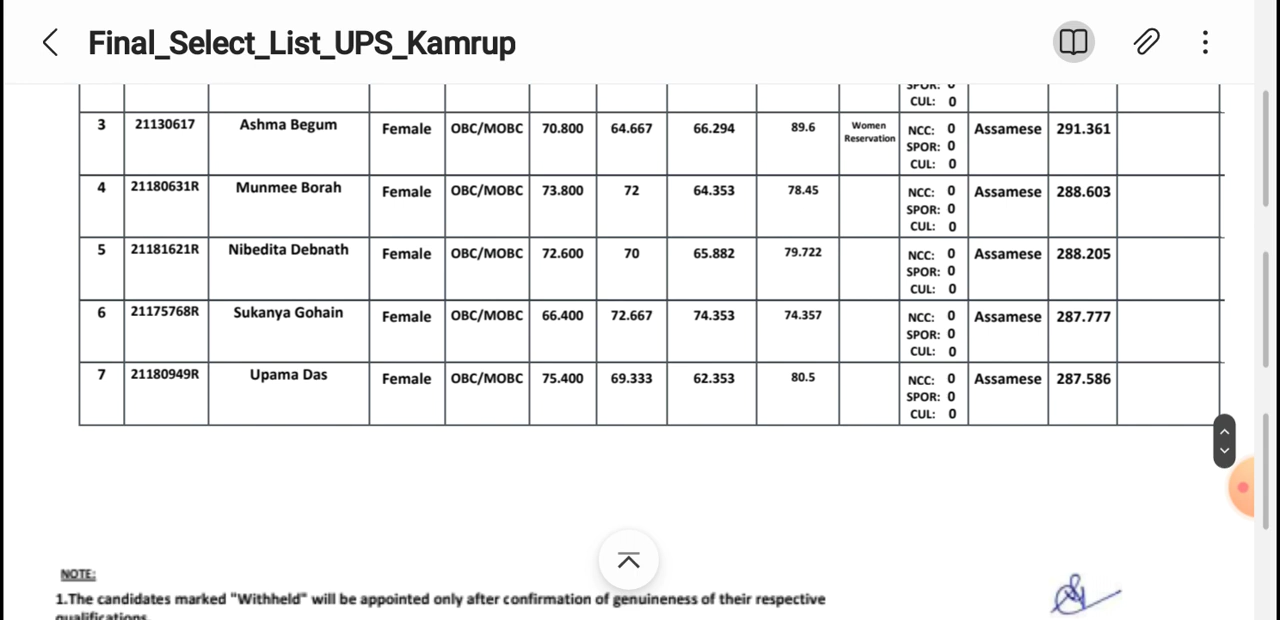 Final_Select_List_UPS_Kamrup
SPOR: 0
CUL: 0
3 21130617 Ashma Begum Female OBC/MOBC 70.800 64.667 66.294 89.6 Women Reservation NCC: 0 SPOR: 0 CUL: 0 Assamese 291.361
4 21180631R Munmee Borah Female OBC/MOBC 73.800 72 64.353 78.45 NCC: 0 SPOR: 0 CUL: 0 Assamese 288.603
5 21181621R Nibedita Debnath Female OBC/MOBC 72.600 70 65.882 79.722 NCC: 0 SPOR: 0 CUL: 0 Assamese 288.205
6 21175768R Sukanya Gohain Female OBC/MOBC 66.400 72.667 74.353 74.357 NCC: 0 SPOR: 0 CUL: 0 Assamese 287.777
7 21180949R Upama Das Female OBC/MOBC 75.400 69.333 62.353 80.5 NCC: 0 SPOR: 0 CUL: 0 Assamese 287.586
NOTE:
1.The candidates marked "Withheld" will be appointed only after confirmation of genuineness of their respective
qualifications.